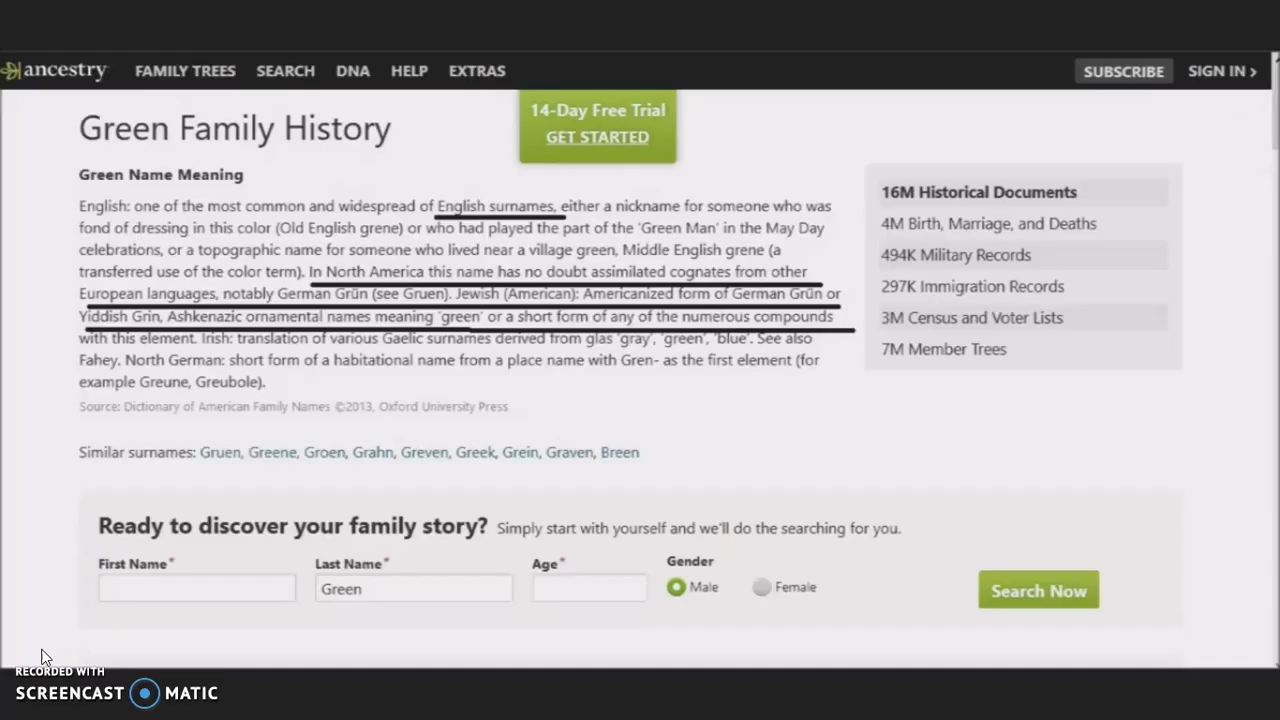 ancestry FAMILY TREES SEARCH DNA HELP EXTRAS SUBSCRIBE SIGN IN >
14-Day Free Trial
GET STARTED
Green Family History
Green Name Meaning
English: one of the most common and widespread of English surnames, either a nickname for someone who was
fond of dressing in this color (Old English grene) or who had played the part of the 'Green Man' in the May Day
celebrations, or a topographic name for someone who lived near a village green, Middle English grene (a
transferred use of the color term). In North America this name has no doubt assimilated cognates from other
European languages, notably German Grün (see Gruen). Jewish (American): Americanized form of German Grün or
Yiddish Grin, Ashkenazic ornamental names meaning 'green' or a short form of any of the numerous compounds
with this element. Irish: translation of various Gaelic surnames derived from glas 'gray', 'green', 'blue'. See also
Fahey. North German: short form of a habitational name from a place name with Gren- as the first element (for
example Greune, Greubole).
Source: Dictionary of American Family Names ©2013, Oxford University Press
Similar surnames: Gruen, Greene, Groen, Grahn, Greven, Greek, Grein, Graven, Breen
16M Historical Documents
4M Birth, Marriage, and Deaths
494K Military Records
297K Immigration Records
3M Census and Voter Lists
7M Member Trees
Ready to discover your family story? Simply start with yourself and we'll do the searching for you.
First Name* Last Name* Age* Gender
Green Male Female Search Now
RECORDED WITH
SCREENCAST MATIC